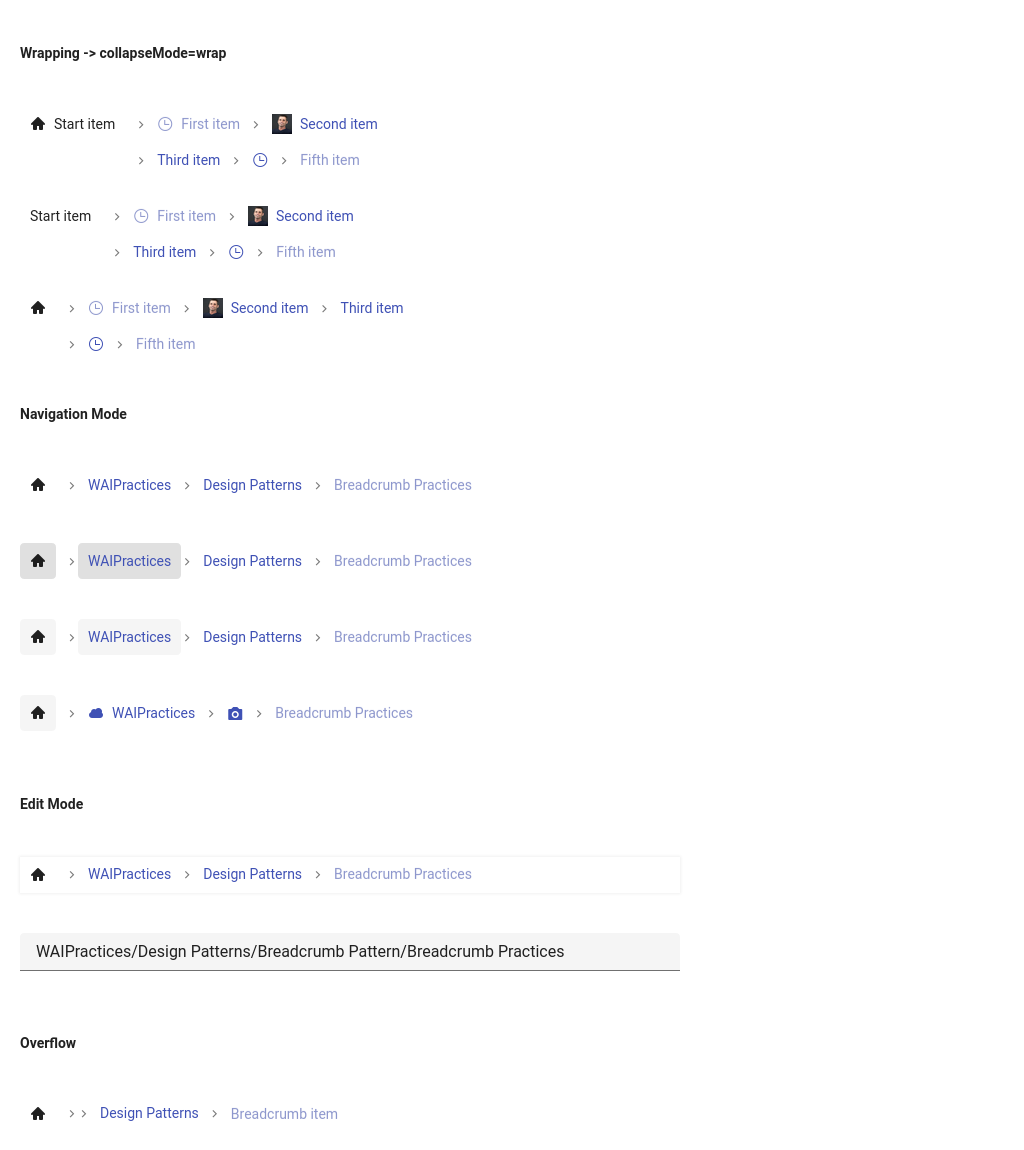 Wrapping -> collapseMode=wrap
Start item > First item > Second item
> Third item > > Fifth item
Start item > First item > Second item
> Third item > > Fifth item
> First item > Second item > Third item
> > Fifth item
Navigation Mode
> WAIPractices > Design Patterns > Breadcrumb Practices
> WAIPractices > Design Patterns > Breadcrumb Practices
> WAIPractices > Design Patterns > Breadcrumb Practices
> WAIPractices > > Breadcrumb Practices
Edit Mode
> WAIPractices > Design Patterns > Breadcrumb Practices
WAIPractices/Design Patterns/Breadcrumb Pattern/Breadcrumb Practices
Overflow
> > Design Patterns > Breadcrumb item